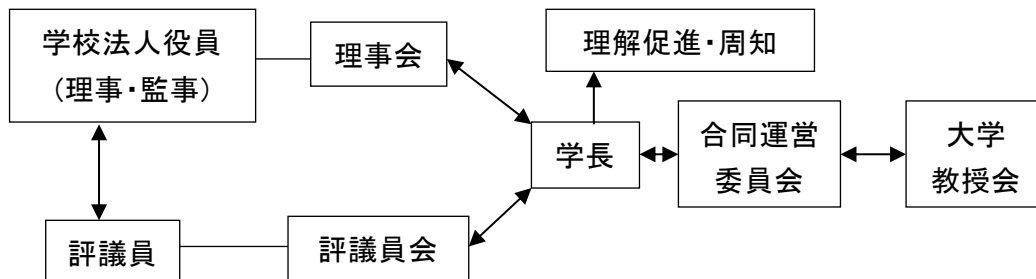 学校法人役員
(理事・監事)
理事会
理解促進・周知
学長
合同運営
委員会
大学
教授会
評議員
評議員会